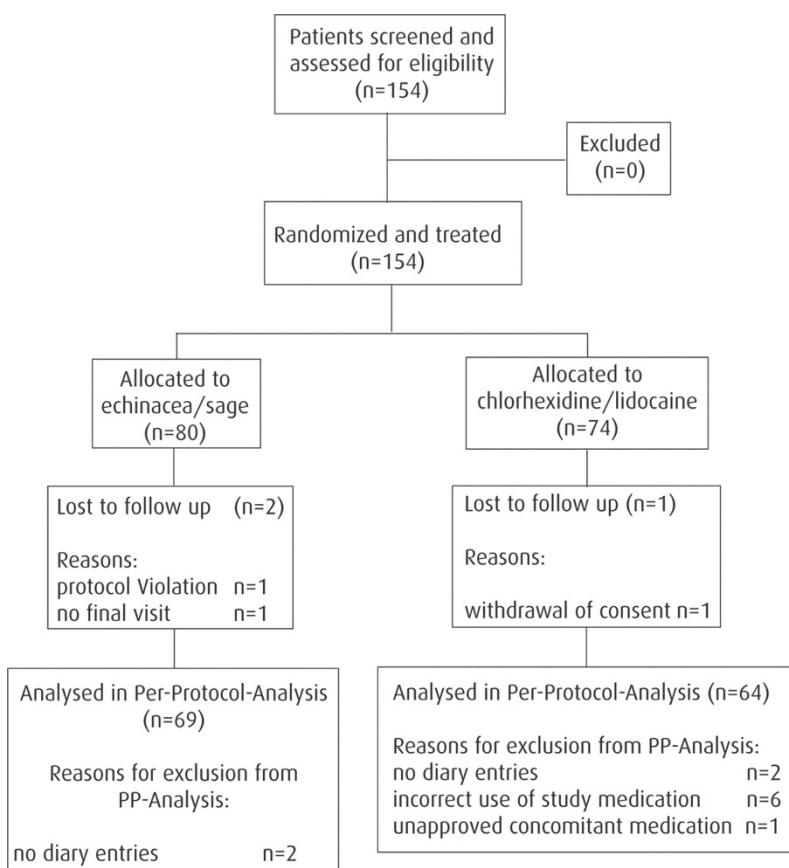 Patients screened and
assessed for eligibility
(n=154)
Excluded
(n=0)
Randomized and treated
(n=154)
Allocated to
echinacea/sage
(n=80)
Allocated to
chlorhexidine/lidocaine
(n=74)
Lost to follow up (n=2)
Reasons:
protocol Violation n=1
no final visit n=1
Lost to follow up (n=1)
Reasons:
withdrawal of consent n=1
Analysed in Per-Protocol-Analysis
(n=69)
Reasons for exclusion from
PP-Analysis:
no diary entries n=2
Analysed in Per-Protocol-Analysis (n=64)
Reasons for exclusion from PP-Analysis:
no diary entries n=2
incorrect use of study medication n=6
unapproved concomitant medication n=1